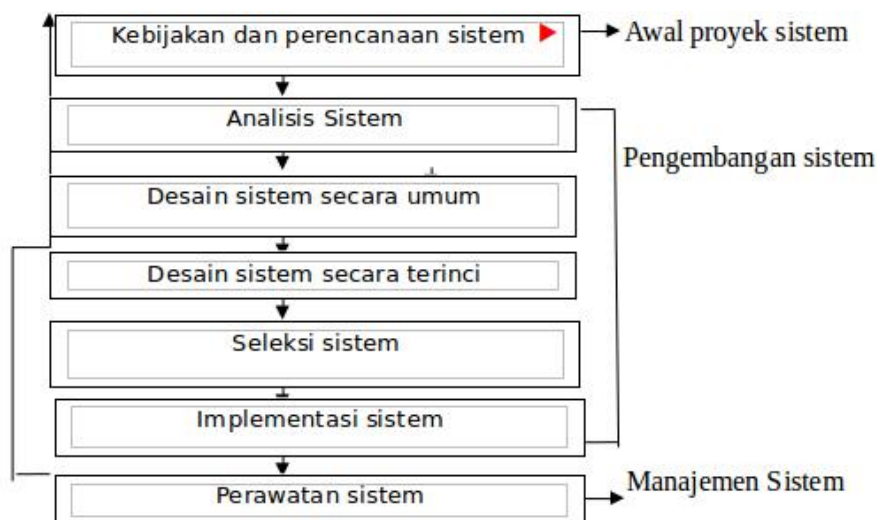 Kebijakan dan perencanaan sistem
Awal proyek sistem
Analisis Sistem
Pengembangan sistem
Desain sistem secara umum
Desain sistem secara terinci
Seleksi sistem
Implementasi sistem
Perawatan sistem
Manajemen Sistem